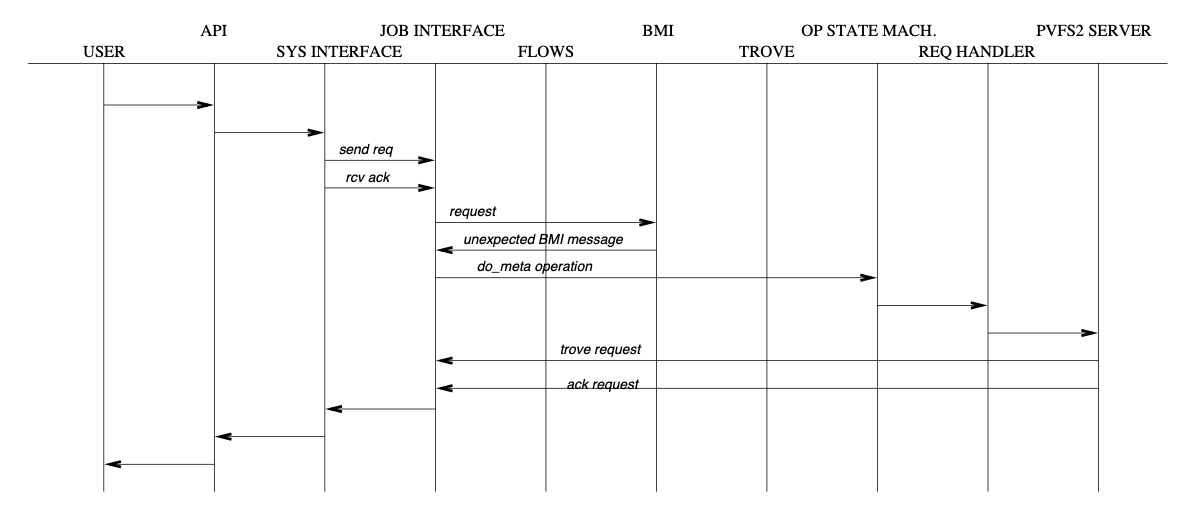 API JOB INTERFACE BMI OP STATE MACH. PVFS2 SERVER
USER SYS INTERFACE FLOWS TROVE REQ HANDLER
send req
rcv ack
request
unexpected BMI message
do_meta operation
trove request
ack request